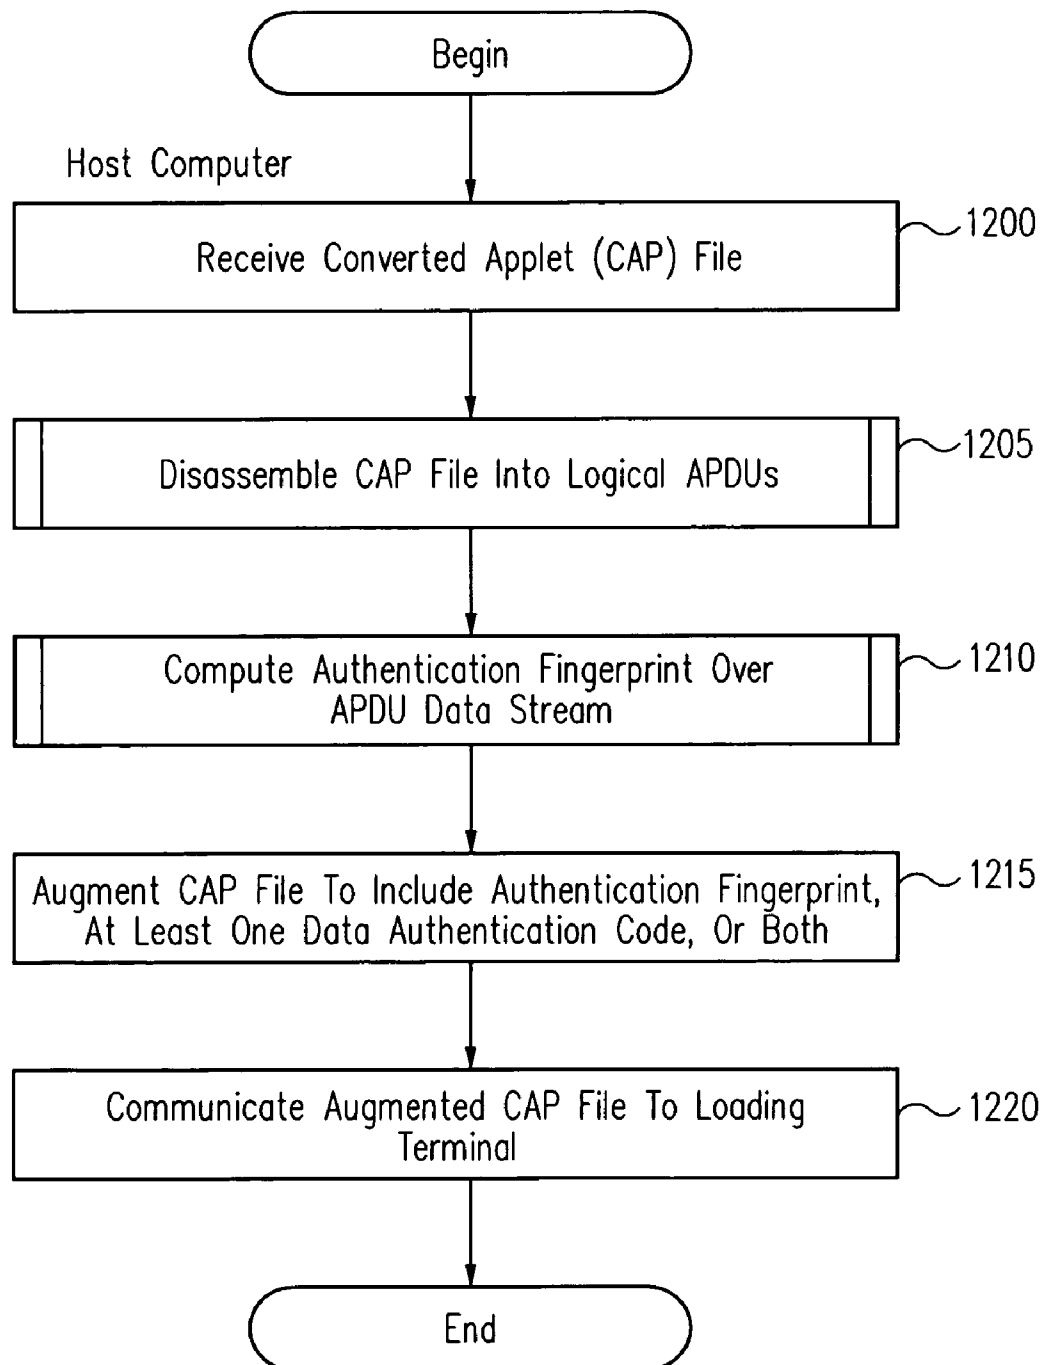 Begin
Host Computer
Receive Converted Applet (CAP) File
1200
Disassemble CAP File Into Logical APDUs
1205
Compute Authentication Fingerprint Over
APDU Data Stream
1210
Augment CAP File To Include Authentication Fingerprint,
At Least One Data Authentication Code, Or Both
1215
Communicate Augmented CAP File To Loading
Terminal
1220
End